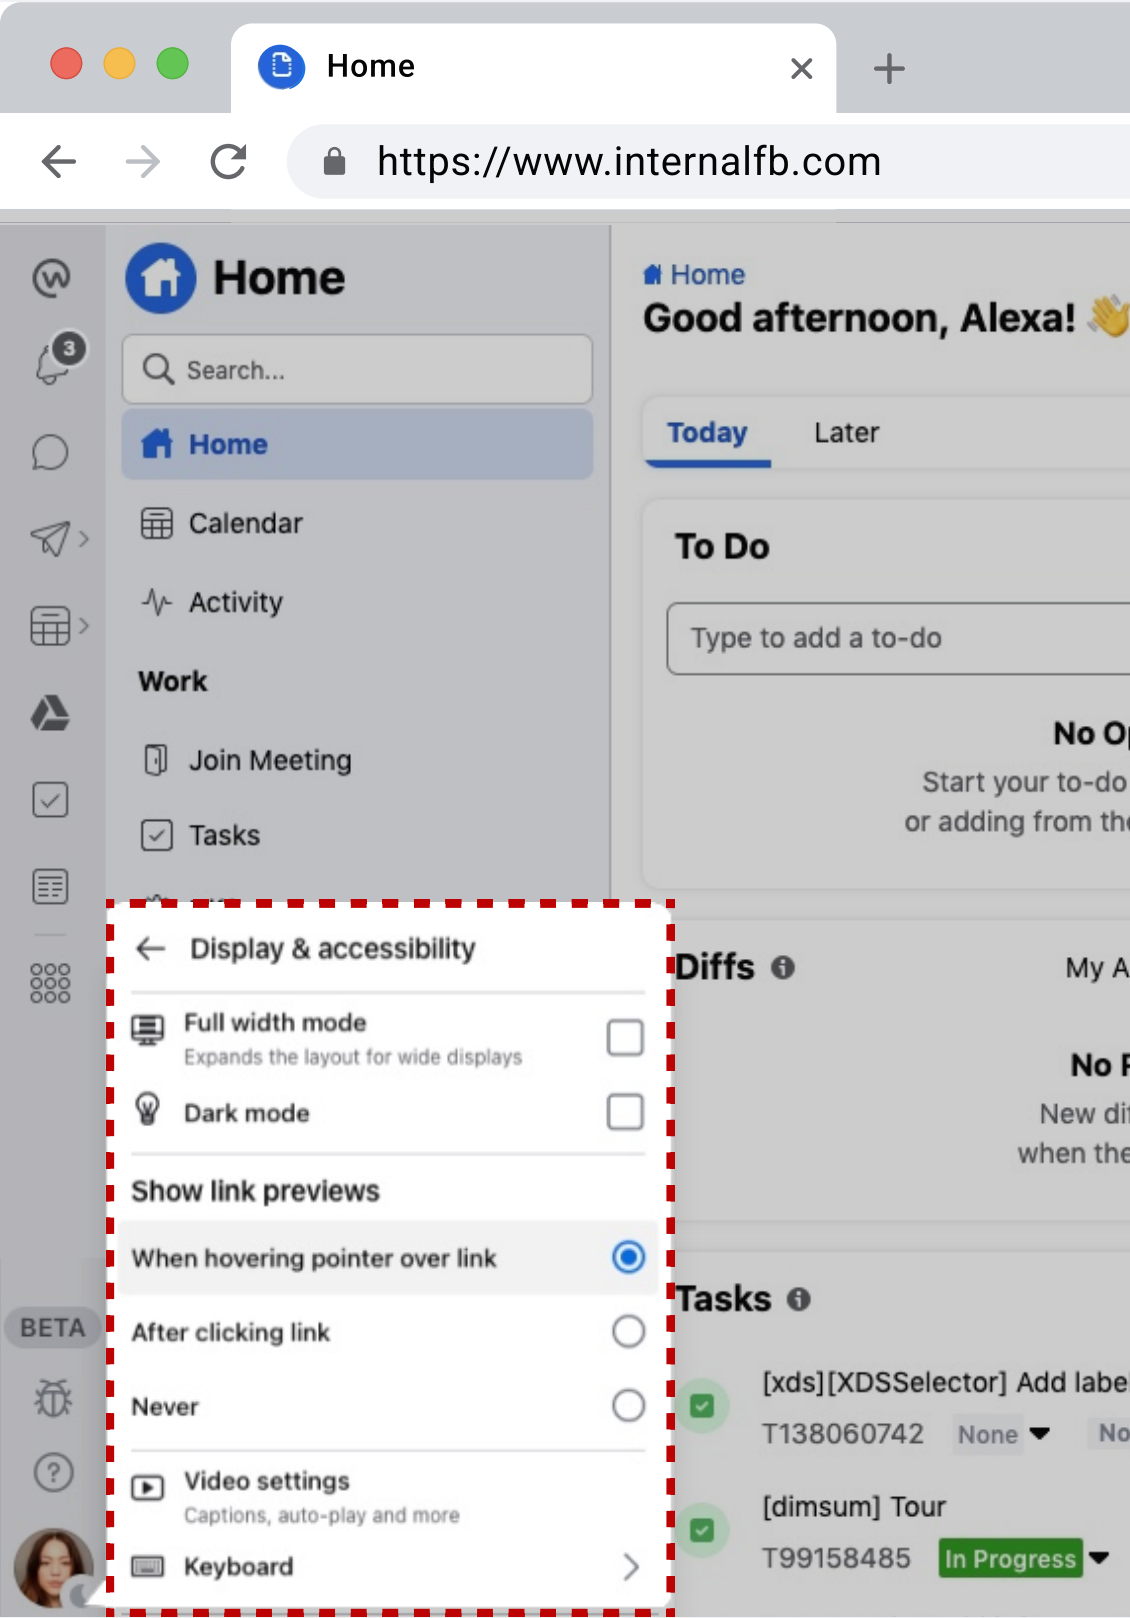 Home
https://www.internalfb.com
Home
3
Search...
Home
Calendar
Activity
Work
Join Meeting
Tasks
Home
Good afternoon, Alexa! 👋
Today
Later
To Do
Type to add a to-do
No
Start your to-do
or adding from
Display & accessibility
Full width mode
Expands the layout for wide displays
Dark mode
Show link previews
When hovering pointer over link
After clicking link
Never
Video settings
Captions, auto-play and more
Keyboard
BETA
Diffs
My
No
New
when
Tasks
[xds][XDSSelector] Add
T138060742 None
[dimsum] Tour
T99158485 In Progress